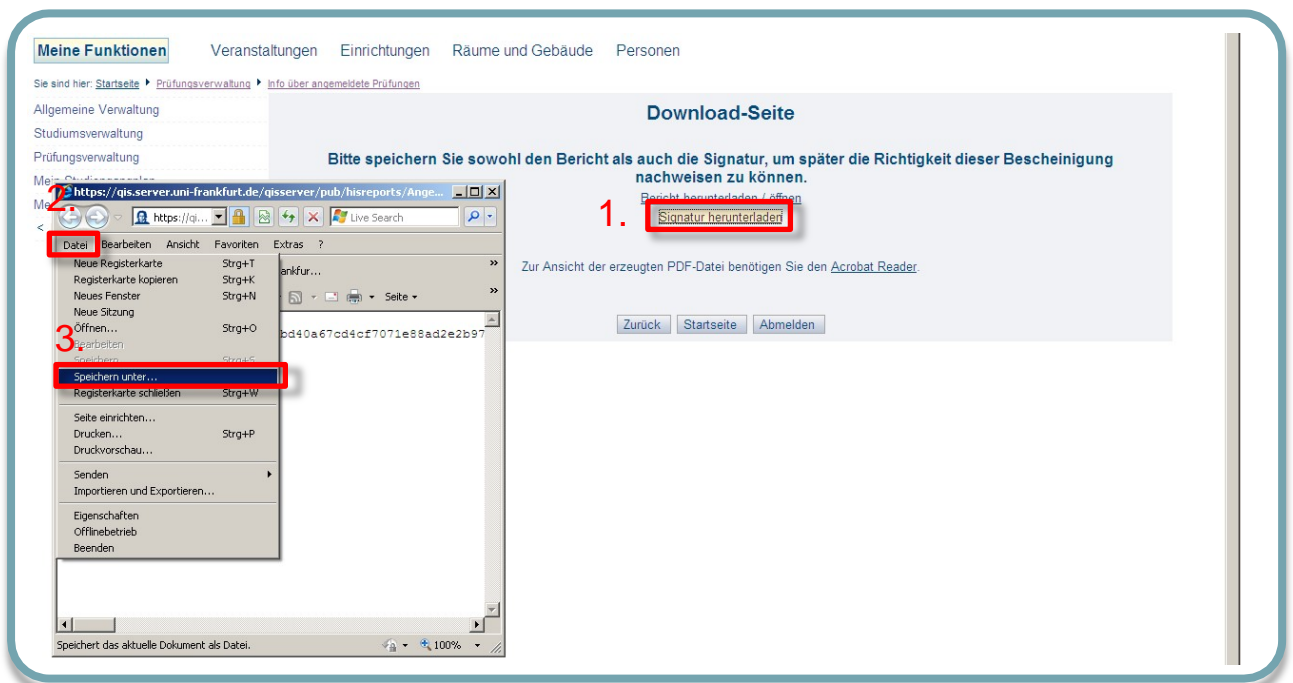 Meine Funktionen Veranstaltungen Einrichtungen Räume und Gebäude Personen
Sie sind hier: Startseite Prüfungsverwaltung Info über angemeldete Prüfungen
Allgemeine Verwaltung
Studiumsverwaltung
Prüfungsverwaltung
Download-Seite
Bitte speichern Sie sowohl den Bericht als auch die Signatur, um später die Richtigkeit dieser Bescheinigung
nachweisen zu können.
Bericht herunterladen / öffnen
1.
Signatur herunterladen
Zur Ansicht der erzeugten PDF-Datei benötigen Sie den Acrobat Reader.
Zurück Startseite Abmelden
2.
https://qis.server.uni-frankfurt.de/qisserver/pub/hisreports/Ange...
https://qi... Live Search
Datei Bearbeiten Ansicht Favoriten Extras ?
Neue Registerkarte Strg+T
Registerkarte kopieren Strg+K
Neues Fenster Strg+N
Neue Sitzung
Öffnen... Strg+O
3.
Bearbeiten
Speichern Strg+S
Speichern unter...
Registerkarte schließen Strg+W
Seite einrichten...
Drucken... Strg+P
Druckvorschau...
Senden
Importieren und Exportieren...
Eigenschaften
Offlinebetrieb
Beenden
ankfur... »
Seite »
bd40a67cd4cf7071e88ad2e2b97
Speichert das aktuelle Dokument als Datei. 100%